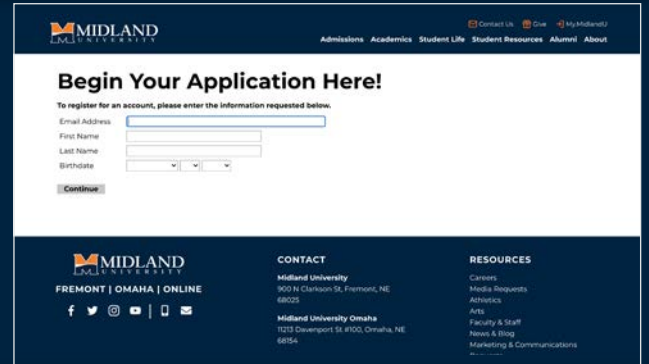 MIDLAND
UNIVERSITY
Contact Us Give My.MidlandU
Admissions Academics Student Life Student Resources Alumni About
Begin Your Application Here!
To register for an account, please enter the information requested below.
Email Address
First Name
Last Name
Birthdate
Continue
MIDLAND
UNIVERSITY
FREMONT | OMAHA | ONLINE
CONTACT
Midland University
900 N Clarkson St, Fremont, NE
68025
Midland University Omaha
11213 Davenport St. #100, Omaha, NE
68154
RESOURCES
Careers
Media Requests
Athletics
Arts
Faculty & Staff
News & Blog
Marketing & Communications